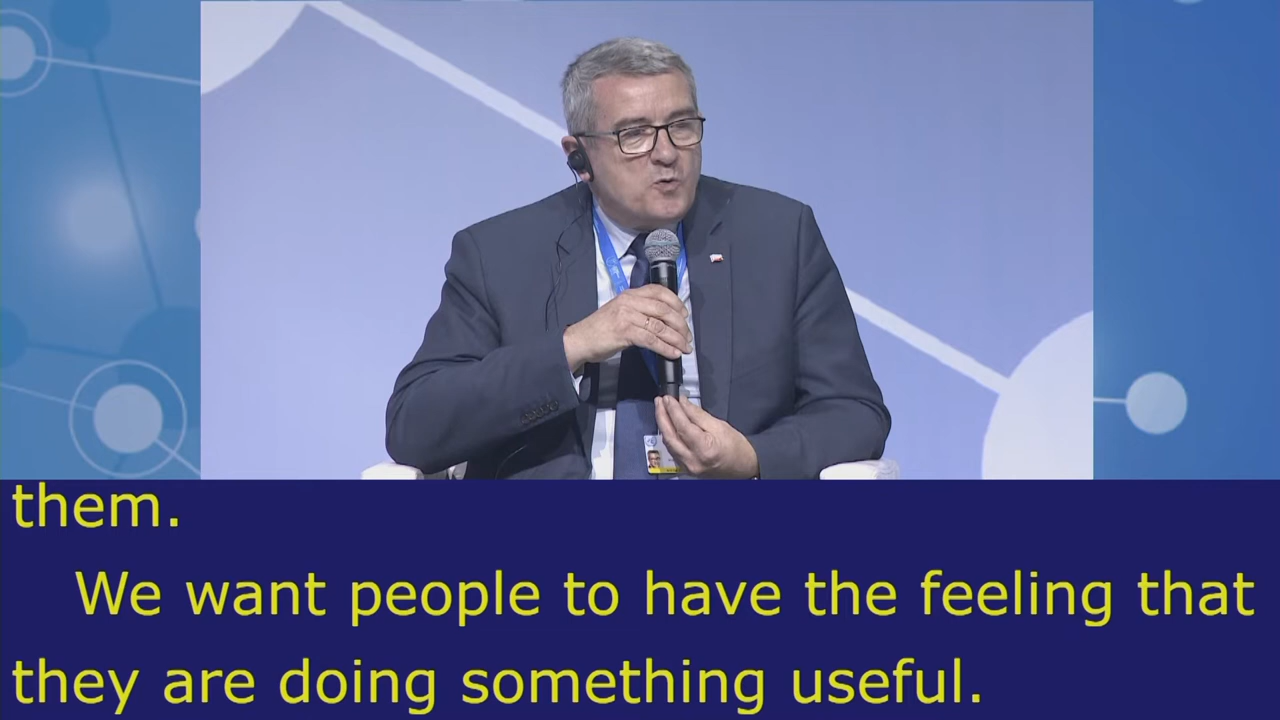 them.
We want people to have the feeling that
they are doing something useful.